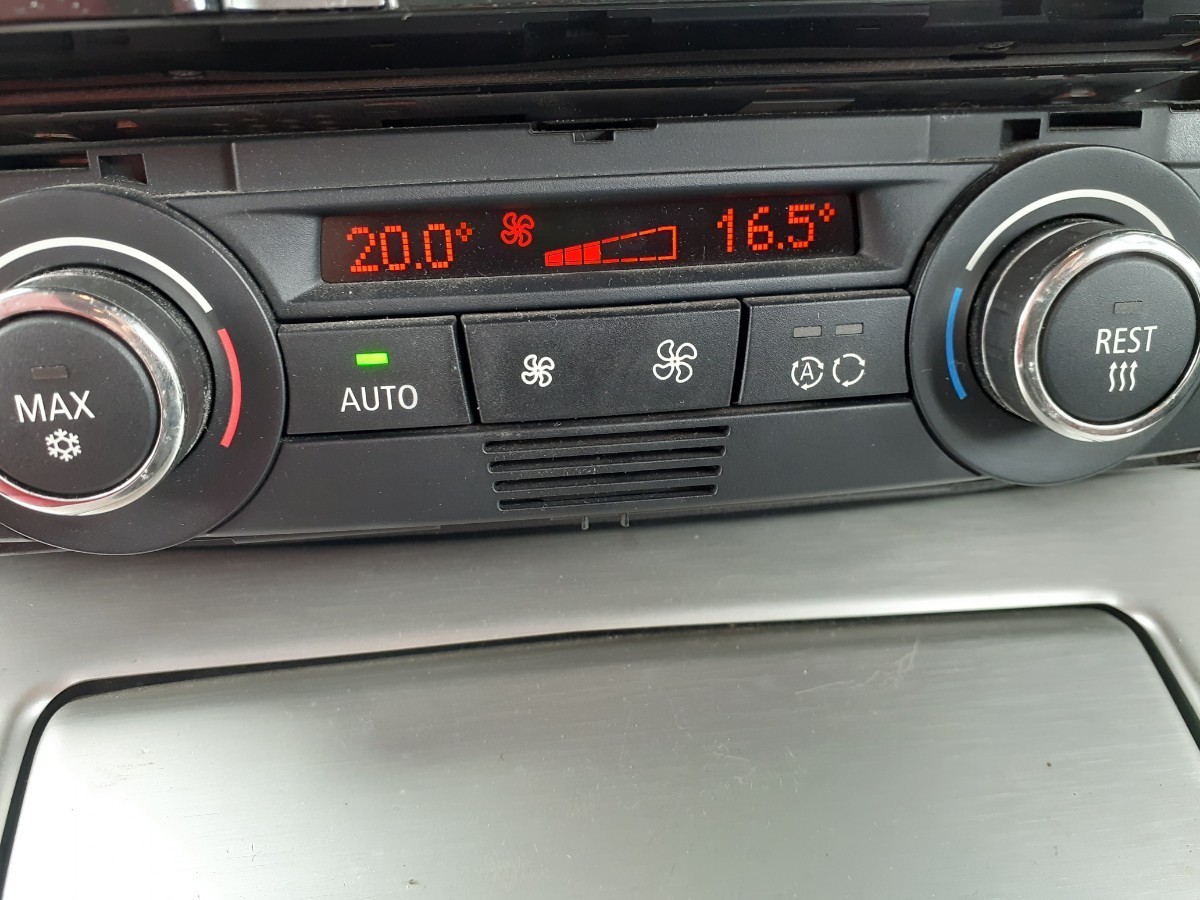 20.0° 16.5°
MAX
AUTO
A
REST